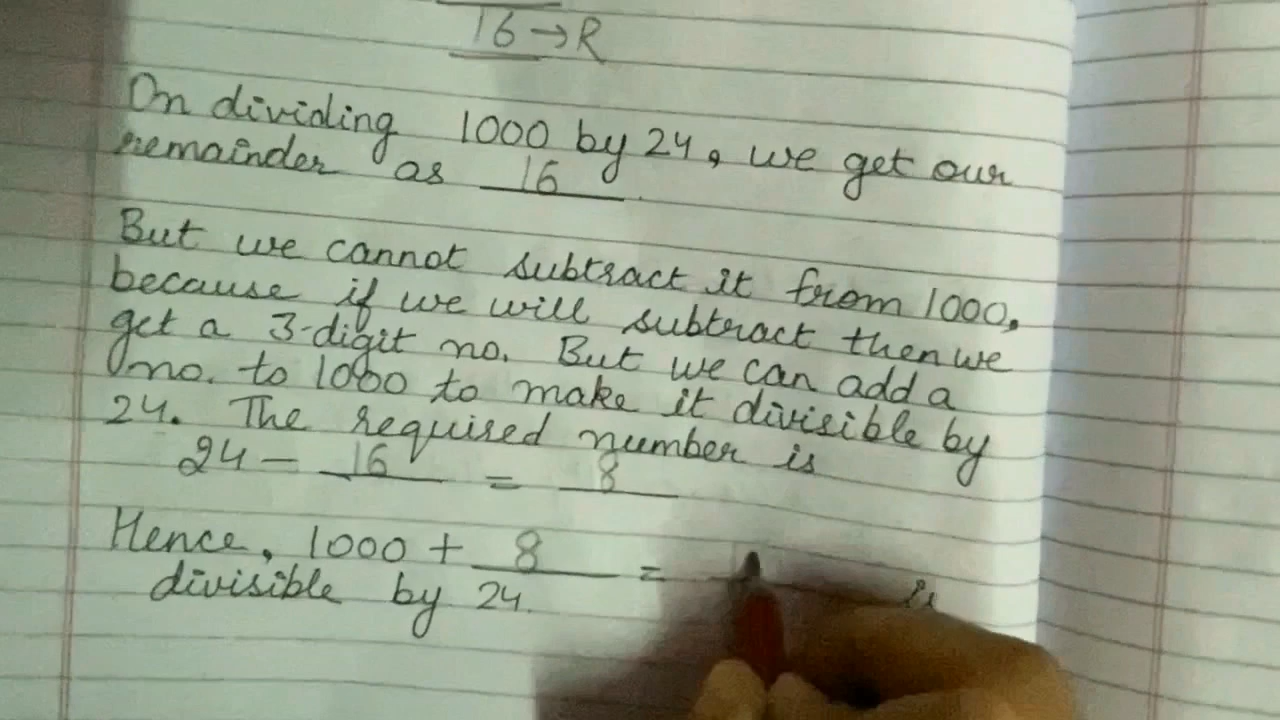 16 → R
On dividing 1000 by 24, we get our
remainder as 16.
But we cannot subtract it from 1000,
because if we will subtract then we
get a 3-digit no. But we can add a
no. to 1000 to make it divisible by
24. The required number is
24 - 16 = 8
Hence, 1000 + 8 = is
divisible by 24.